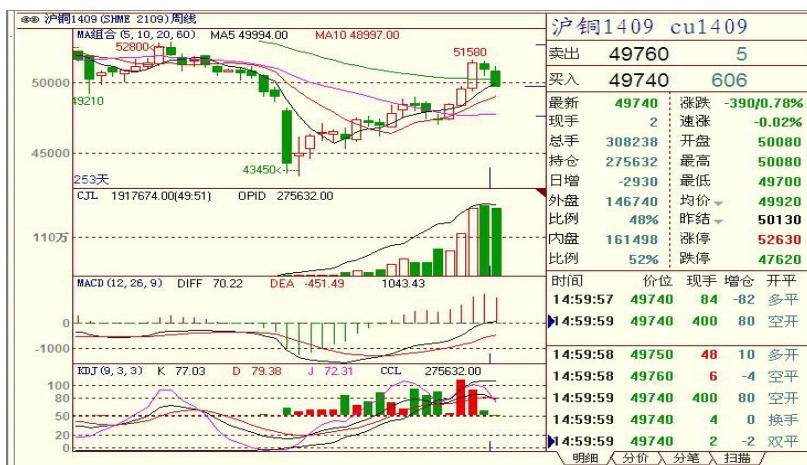 沪铜1409(SHME 2109)周线
MA组合(5,10,20,60) MA5 49994.00 MA10 48997.00
52800
51580
50000
49210
45000
43450
253天
CJL 1917674.00(49:51) OPID 275632.00
110万
MACD(12,26,9) DIFF 70.22 DEA -451.49 1043.43
0
-1000
KDJ(9,3,3) K 77.03 D 79.38 J 72.31 CCL 275632.00
100
80
50
20
0
沪铜1409 cu1409
卖出 49760 5
买入 49740 606
最新 49740 涨跌 -390/0.78%
现手 2 速涨 -0.02%
总手 308238 开盘 50080
持仓 275632 最高 50080
日增 -2930 最低 49700
外盘 146740 均价 49920
比例 48% 昨结 50130
内盘 161498 涨停 52630
比例 52% 跌停 47620
时间 价位 现手 增仓 开平
14:59:57 49740 84 -82 多平
14:59:59 49740 400 80 空开
14:59:58 49750 48 10 多开
14:59:58 49760 6 -4 空平
14:59:59 49740 400 80 空开
14:59:59 49740 4 0 换手
14:59:59 49740 2 -2 双平
明细 分价 分笔 扫描